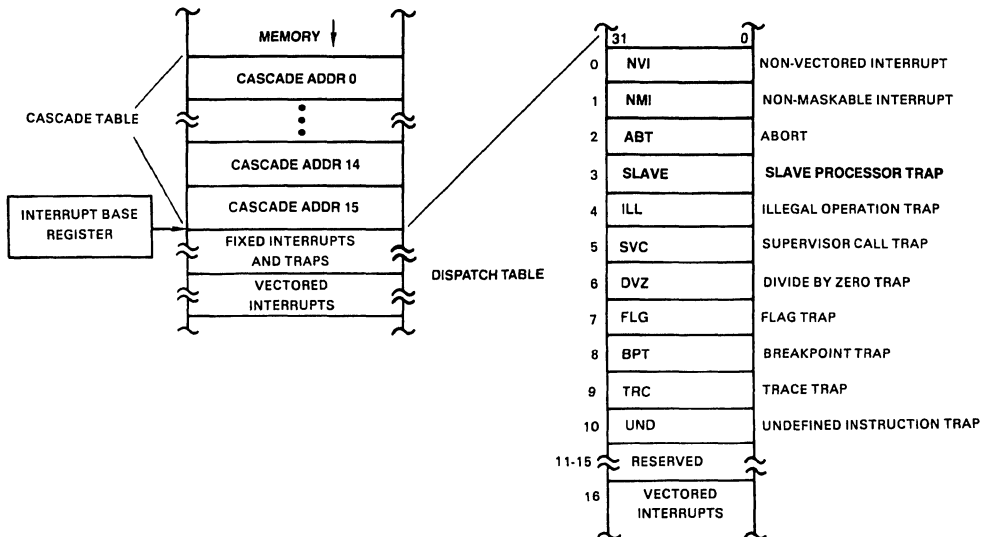 MEMORY
CASCADE ADDR 0
CASCADE TABLE
CASCADE ADDR 14
CASCADE ADDR 15
INTERRUPT BASE
REGISTER
FIXED INTERRUPTS
AND TRAPS
VECTORED
INTERRUPTS
DISPATCH TABLE
31 0
0 NVI NON-VECTORED INTERRUPT
1 NMI NON-MASKABLE INTERRUPT
2 ABT ABORT
3 SLAVE SLAVE PROCESSOR TRAP
4 ILL ILLEGAL OPERATION TRAP
5 SVC SUPERVISOR CALL TRAP
6 DVZ DIVIDE BY ZERO TRAP
7 FLG FLAG TRAP
8 BPT BREAKPOINT TRAP
9 TRC TRACE TRAP
10 UND UNDEFINED INSTRUCTION TRAP
11-15 RESERVED
16 VECTORED
INTERRUPTS